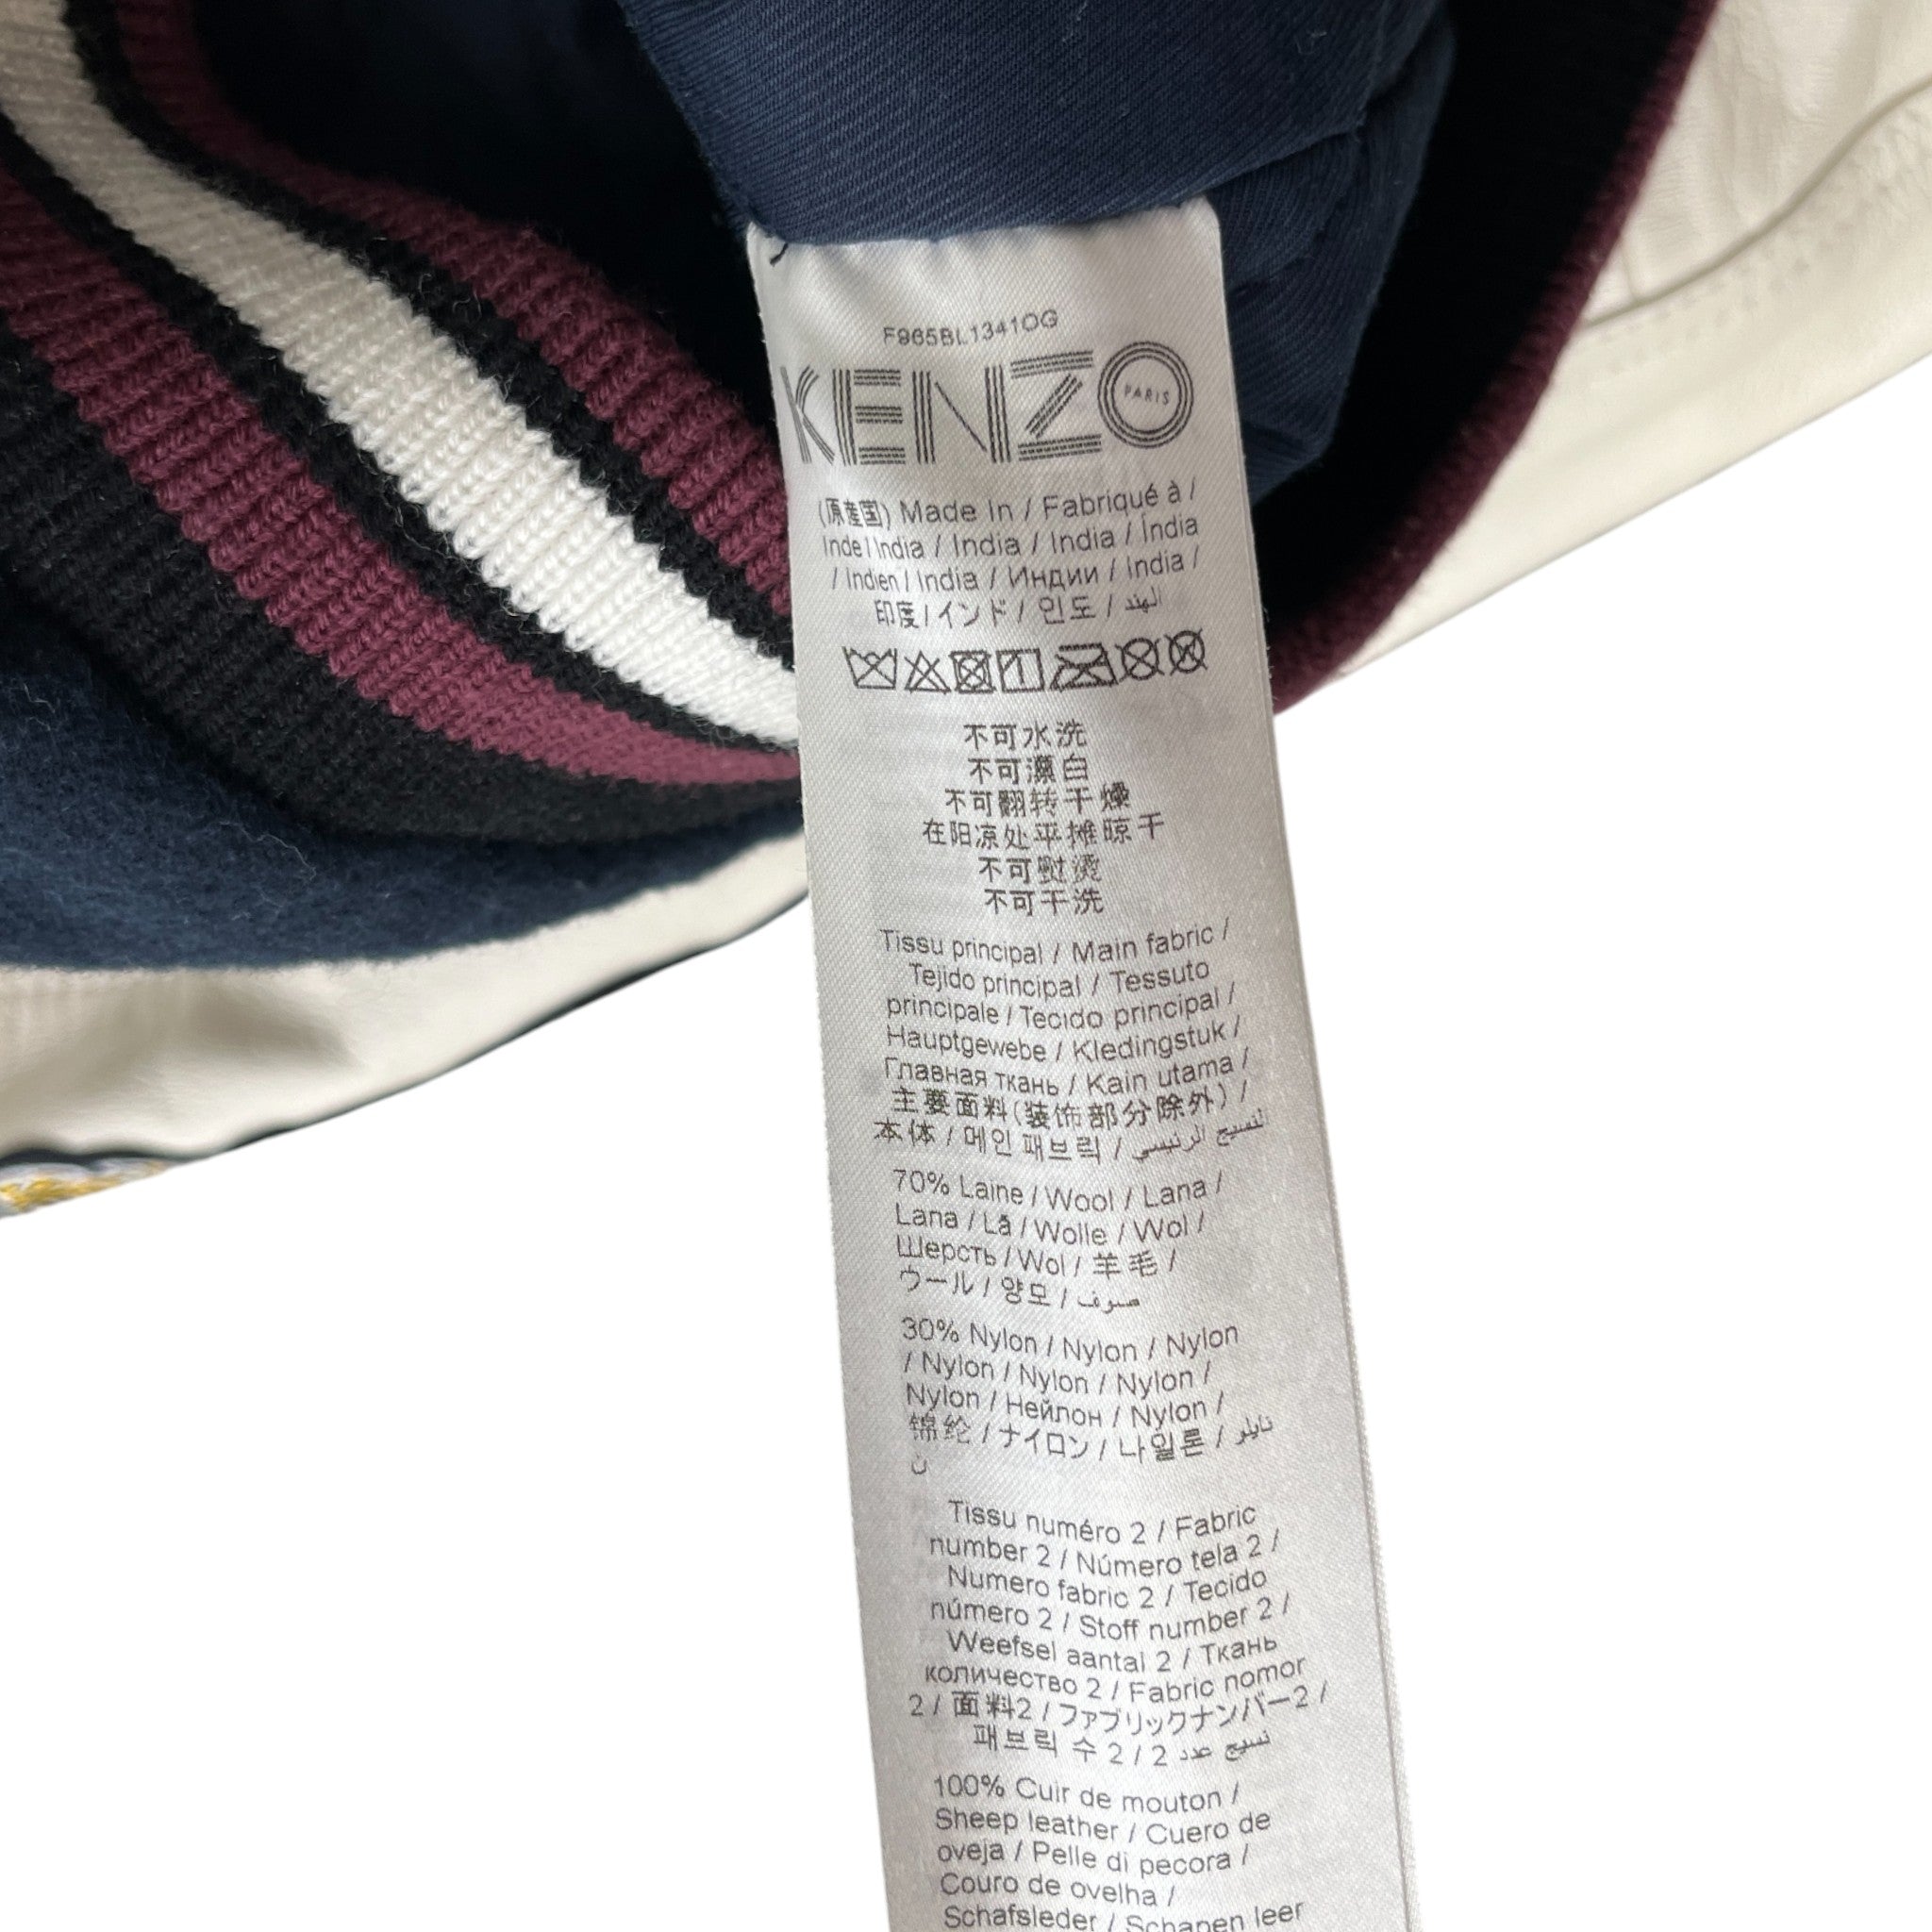 F965BL1341OG
KENZO
PARIS
(原産国) Made In / Fabriqué à /
Inde / India / India / India / Índia
/ Indien / India / Индии / India /
印度 / インド / 인도 / الهند
不可水洗
不可漂白
不可翻转干燥
在阳凉处平摊晾干
不可熨烫
不可干洗
Tissu principal / Main fabric /
Tejido principal / Tessuto
principale / Tecido principal /
Hauptgewebe / Kledingstuk /
Главная ткань / Kain utama /
主要面料(装饰部分除外) /
本体 / 메인 패브릭 / النسيج الرئيسي
70% Laine / Wool / Lana /
Lana / Lã / Wolle / Wol /
Шерсть / Wol / 羊毛 /
ウール / 양모 / صوف
30% Nylon / Nylon / Nylon
/ Nylon / Nylon / Nylon /
Nylon / Нейлон / Nylon /
锦纶 / ナイロン / 나일론 / نايلو
ن
Tissu numéro 2 / Fabric
number 2 / Número tela 2 /
Numero fabric 2 / Tecido
número 2 / Stoff number 2 /
Weefsel aantal 2 / Ткань
количество 2 / Fabric nomor
2 / 面料2 / ファブリックナンバー2 /
패브릭 수 2 / 2 نسيج عدد
100% Cuir de mouton /
Sheep leather / Cuero de
oveja / Pelle di pecora /
Couro de ovelha /
Schafsleder / Schapen leer